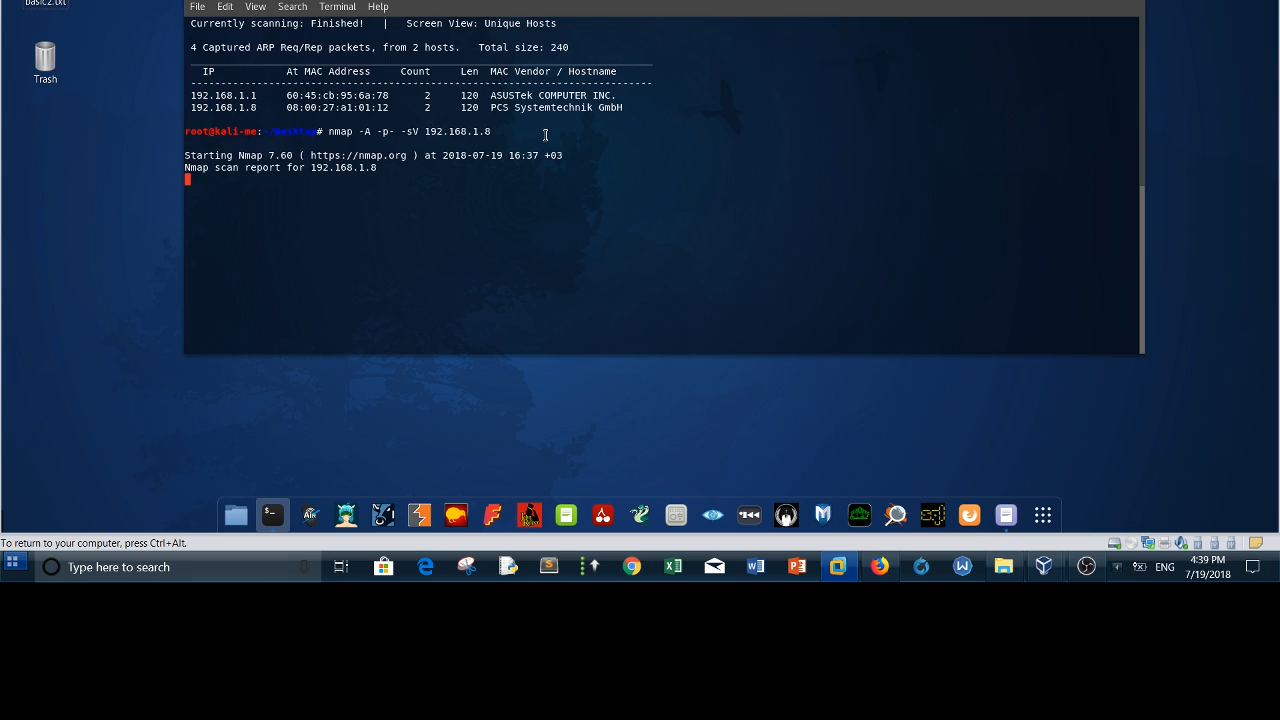 basic2.txt
File Edit View Search Terminal Help
Currently scanning: Finished! | Screen View: Unique Hosts
4 Captured ARP Req/Rep packets, from 2 hosts. Total size: 240
IP At MAC Address Count Len MAC Vendor / Hostname
-----------------------------------------------------------------------------
192.168.1.1 60:45:cb:95:6a:78 2 120 ASUSTek COMPUTER INC.
192.168.1.8 08:00:27:a1:01:12 2 120 PCS Systemtechnik GmbH
root@kali-me:~/Desktop# nmap -A -p- -sV 192.168.1.8
Starting Nmap 7.60 ( https://nmap.org ) at 2018-07-19 16:37 +03
Nmap scan report for 192.168.1.8
Trash
To return to your computer, press Ctrl+Alt.
Type here to search
ENG
4:39 PM
7/19/2018